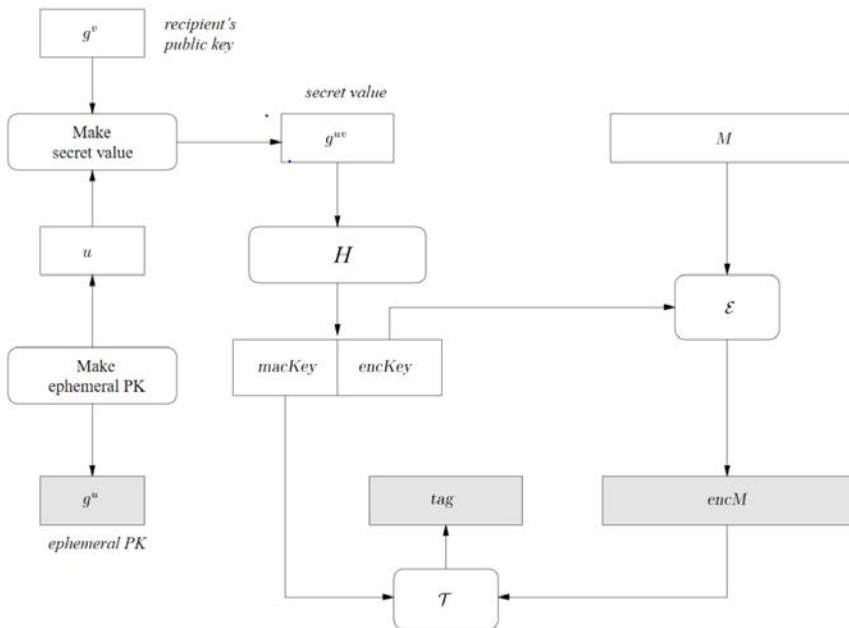 g^v
recipient's
public key
secret value
Make
secret value
g^{uv}
M
u
H
ℰ
Make
ephemeral PK
macKey
encKey
g^u
tag
encM
ephemeral PK
𝒯